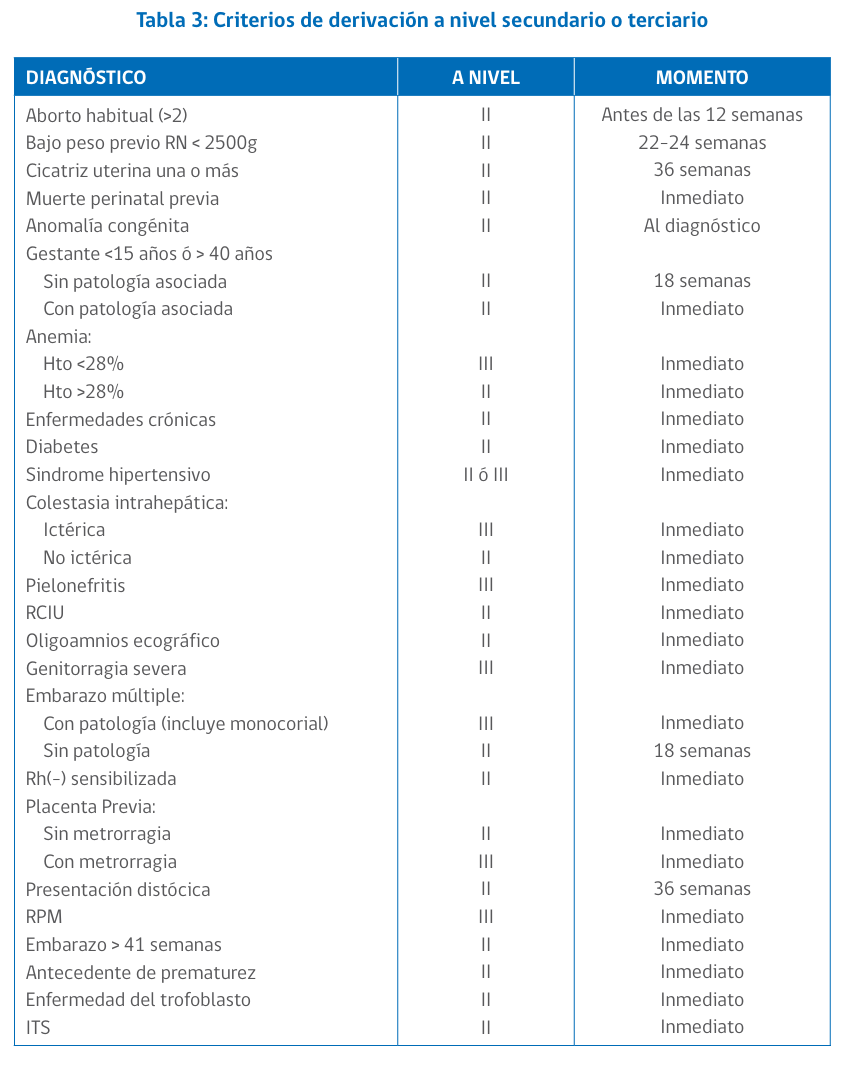 Tabla 3: Criterios de derivación a nivel secundario o terciario
DIAGNÓSTICO A NIVEL MOMENTO
Aborto habitual (>2) II Antes de las 12 semanas
Bajo peso previo RN < 2500g II 22-24 semanas
Cicatriz uterina una o más II 36 semanas
Muerte perinatal previa II Inmediato
Anomalía congénita II Al diagnóstico
Gestante <15 años ó > 40 años
Sin patología asociada II 18 semanas
Con patología asociada II Inmediato
Anemia:
Hto <28% III Inmediato
Hto >28% II Inmediato
Enfermedades crónicas II Inmediato
Diabetes II Inmediato
Sindrome hipertensivo II ó III Inmediato
Colestasia intrahepática:
Ictérica III Inmediato
No ictérica II Inmediato
Pielonefritis III Inmediato
RCIU II Inmediato
Oligoamnios ecográfico II Inmediato
Genitorragia severa III Inmediato
Embarazo múltiple:
Con patología (incluye monocorial) III Inmediato
Sin patología II 18 semanas
Rh(-) sensibilizada II Inmediato
Placenta Previa:
Sin metrorragia II Inmediato
Con metrorragia III Inmediato
Presentación distócica II 36 semanas
RPM III Inmediato
Embarazo > 41 semanas II Inmediato
Antecedente de prematurez II Inmediato
Enfermedad del trofoblasto II Inmediato
ITS II Inmediato